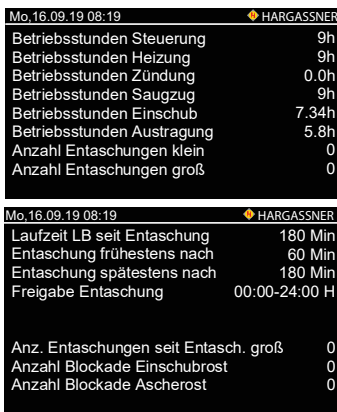 Mo,16.09.19 08:19 HARGASSNER
Betriebsstunden Steuerung 9h
Betriebsstunden Heizung 9h
Betriebsstunden Zündung 0.0h
Betriebsstunden Saugzug 9h
Betriebsstunden Einschub 7.34h
Betriebsstunden Austragung 5.8h
Anzahl Entaschungen klein 0
Anzahl Entaschungen groß 0
Mo,16.09.19 08:19 HARGASSNER
Laufzeit LB seit Entaschung 180 Min
Entaschung frühestens nach 60 Min
Entaschung spätestens nach 180 Min
Freigabe Entaschung 00:00-24:00 H
Anz. Entaschungen seit Entasch. groß 0
Anzahl Blockade Einschubrost 0
Anzahl Blockade Ascherost 0